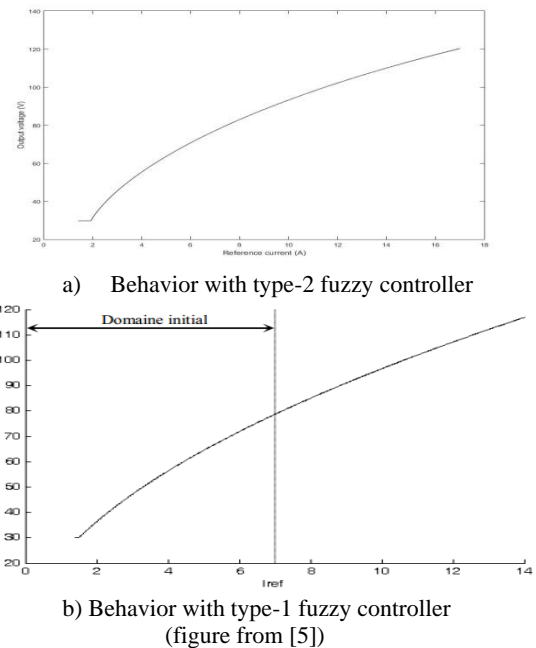 140
120
100
80
60
40
20
Output voltage (V)
0 2 4 6 8 10 12 14 16 18
Reference current (A)
a) Behavior with type-2 fuzzy controller
120
110
100
90
80
70
60
50
40
30
20
Domaine initial
0 2 4 6 8 10 12 14
Iref
b) Behavior with type-1 fuzzy controller
(figure from [5])